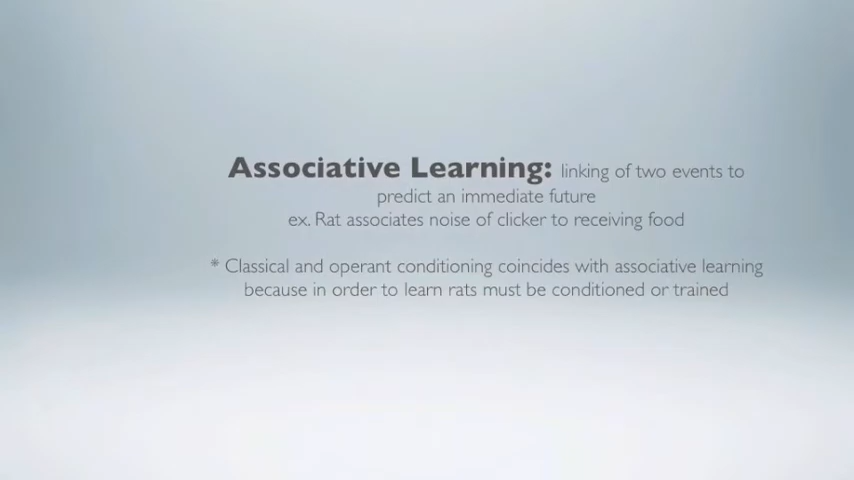 Associative Learning: linking of two events to
predict an immediate future
ex. Rat associates noise of clicker to receiving food
* Classical and operant conditioning coincides with associative learning
because in order to learn rats must be conditioned or trained